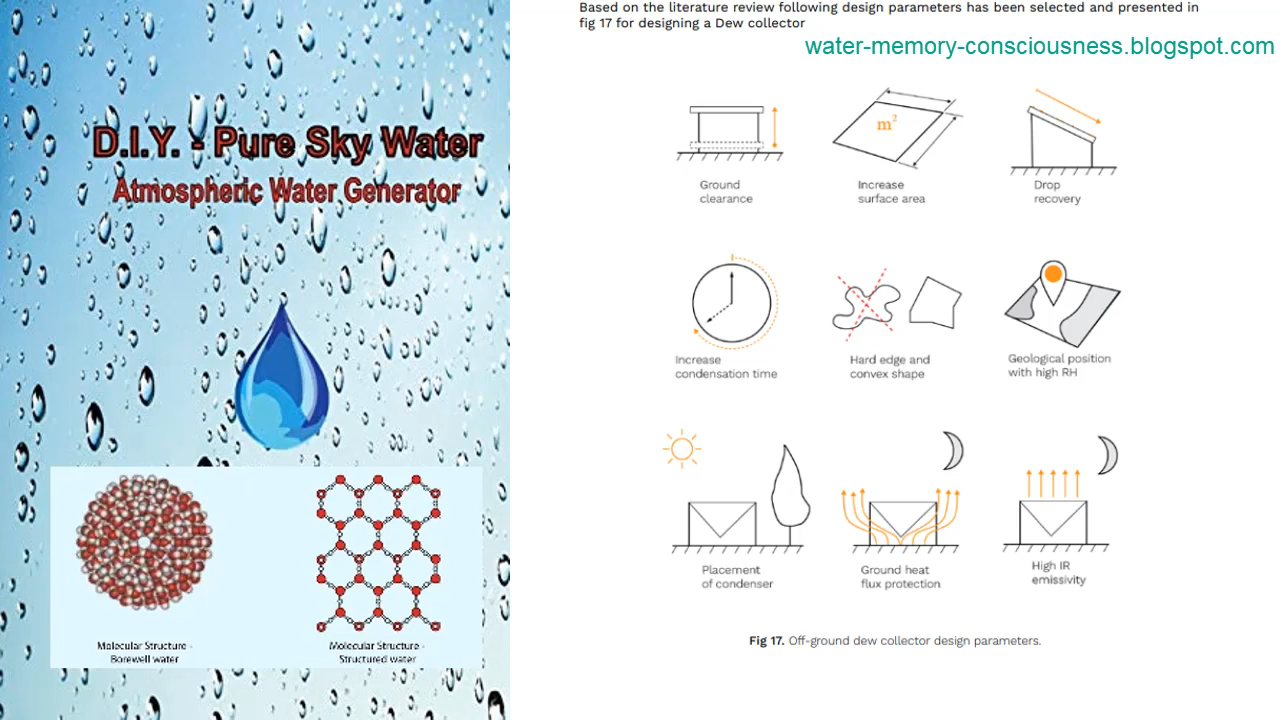 D.I.Y. - Pure Sky Water
Atmospheric Water Generator
Molecular Structure -
Borewell water
Molecular Structure -
Structured water
Based on the literature review following design parameters has been selected and presented in
fig 17 for designing a Dew collector
water-memory-consciousness.blogspot.com
m²
Ground
clearance
Increase
surface area
Drop
recovery
Increase
condensation time
Hard edge and
convex shape
Geological position
with high RH
Placement
of condenser
Ground heat
flux protection
High IR
emissivity
Fig 17. Off-ground dew collector design parameters.